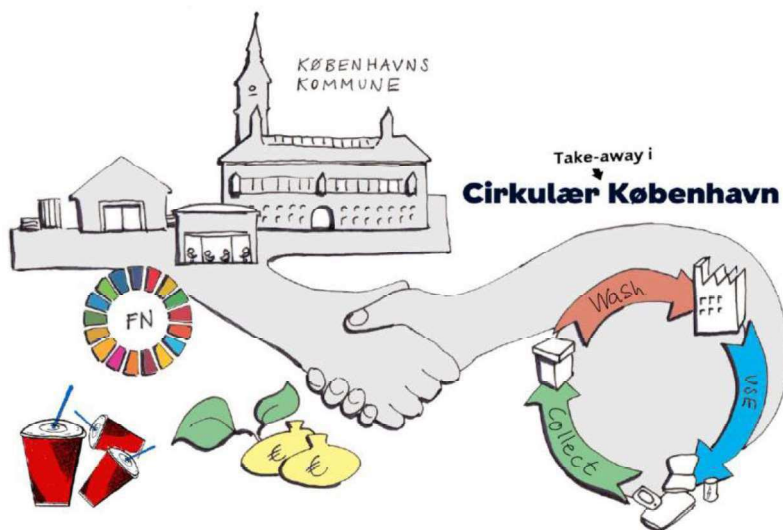 KØBENHAVNS
KOMMUNE
Take-away i
Cirkulær København
FN
Wash
USE
Collect
€
€